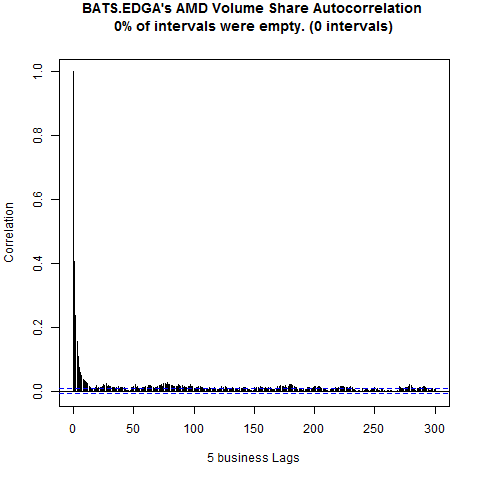 BATS.EDGA's AMD Volume Share Autocorrelation
0% of intervals were empty. (0 intervals)
Correlation
1.0
0.8
0.6
0.4
0.2
0.0
0 50 100 150 200 250 300
5 business Lags